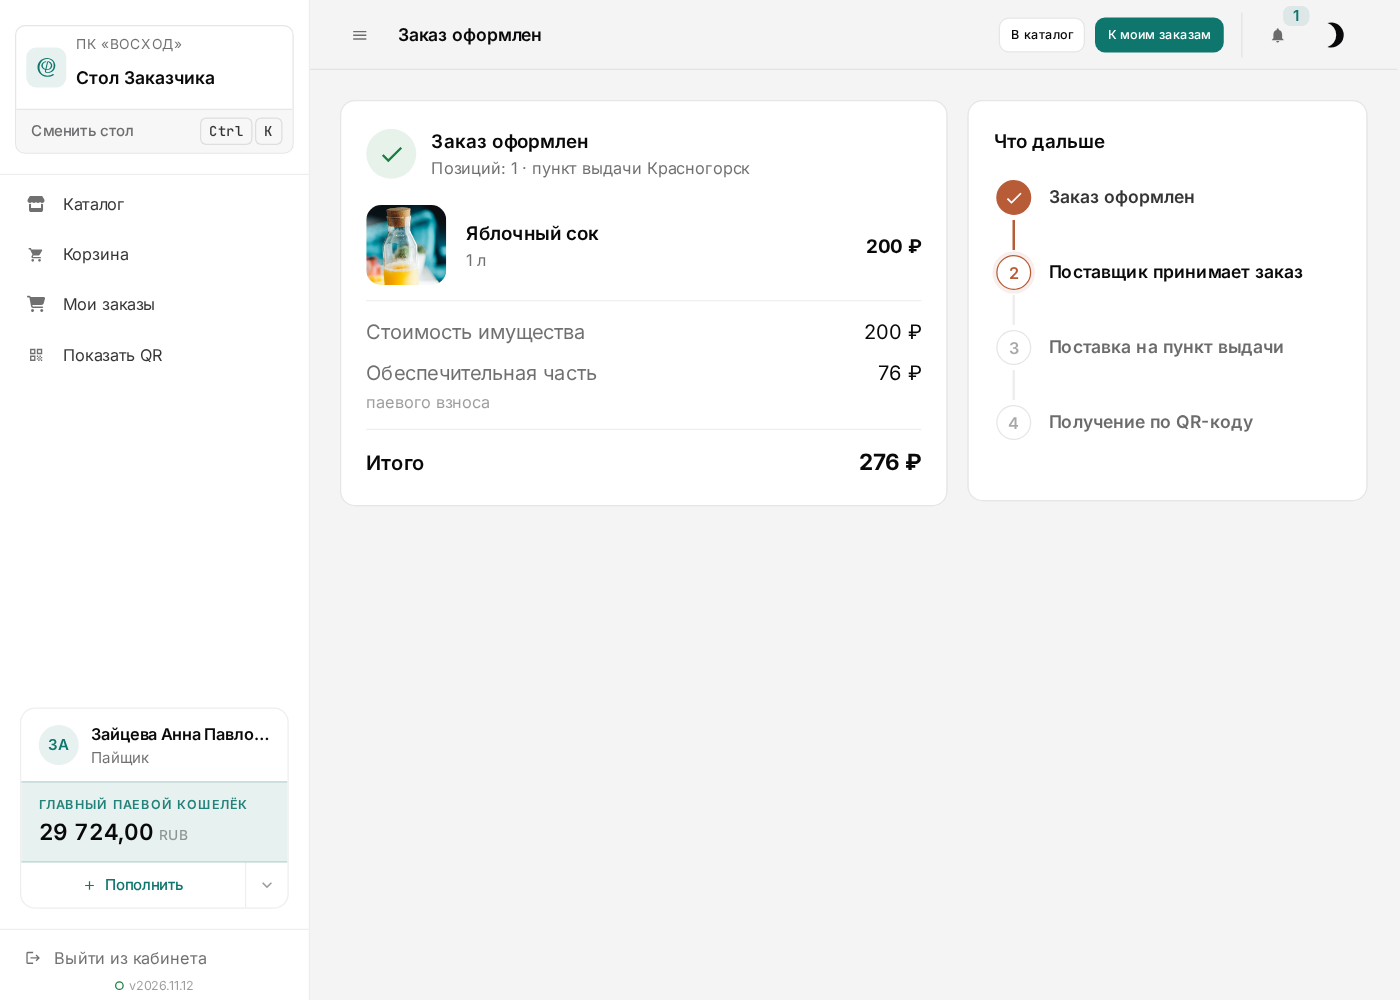 ПК «ВОСХОД»
Стол Заказчика
Сменить стол
Ctrl K
Каталог
Корзина
Мои заказы
Показать QR
ЗА
Зайцева Анна Павло...
Пайщик
ГЛАВНЫЙ ПАЕВОЙ КОШЕЛЁК
29 724,00 RUB
+ Пополнить
Выйти из кабинета
v2026.11.12
Заказ оформлен
В каталог
К моим заказам
1
Заказ оформлен
Позиций: 1 · пункт выдачи Красногорск
Яблочный сок
1 л
200 ₽
Стоимость имущества 200 ₽
Обеспечительная часть 76 ₽
паевого взноса
Итого 276 ₽
Что дальше
Заказ оформлен
2 Поставщик принимает заказ
3 Поставка на пункт выдачи
4 Получение по QR-коду